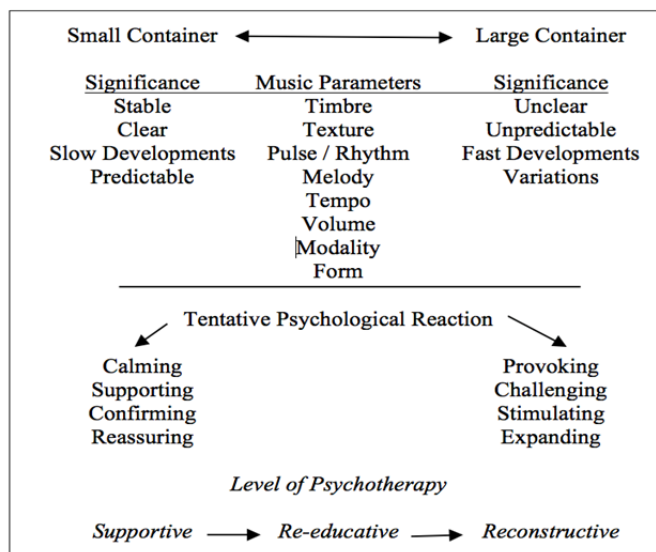 Small Container Large Container
Significance Music Parameters Significance
Stable Timbre Unclear
Clear Texture Unpredictable
Slow Developments Pulse / Rhythm Fast Developments
Predictable Melody Variations
Tempo
Volume
Modality
Form
Tentative Psychological Reaction
Calming Provoking
Supporting Challenging
Confirming Stimulating
Reassuring Expanding
Level of Psychotherapy
Supportive Re-educative Reconstructive